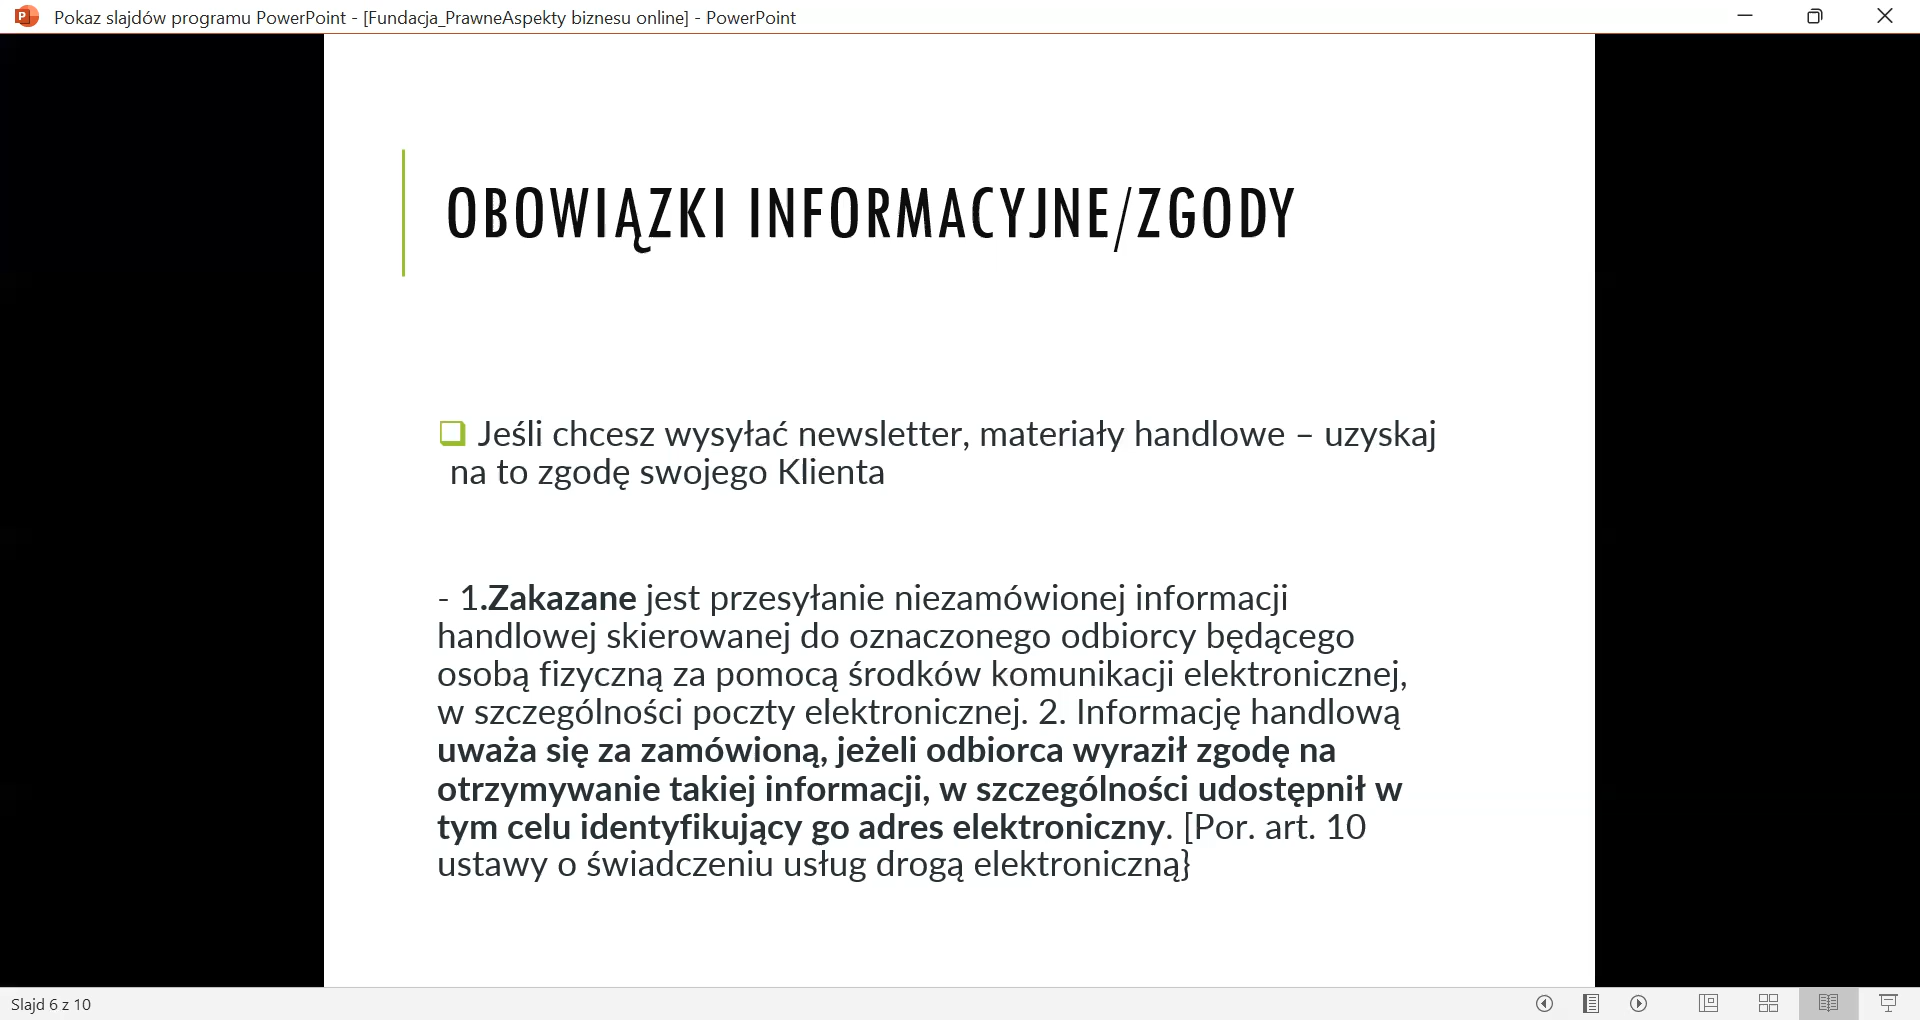 Pokaz slajdów programu PowerPoint - [Fundacja_PrawneAspekty biznesu online] - PowerPoint
OBOWIĄZKI INFORMACYJNE/ZGODY
Jeśli chcesz wysyłać newsletter, materiały handlowe – uzyskaj
na to zgodę swojego Klienta
- 1.Zakazane jest przesyłanie niezamówionej informacji
handlowej skierowanej do oznaczonego odbiorcy będącego
osobą fizyczną za pomocą środków komunikacji elektronicznej,
w szczególności poczty elektronicznej. 2. Informację handlową
uważa się za zamówioną, jeżeli odbiorca wyraził zgodę na
otrzymywanie takiej informacji, w szczególności udostępnił w
tym celu identyfikujący go adres elektroniczny. [Por. art. 10
ustawy o świadczeniu usług drogą elektroniczną}
Slajd 6 z 10